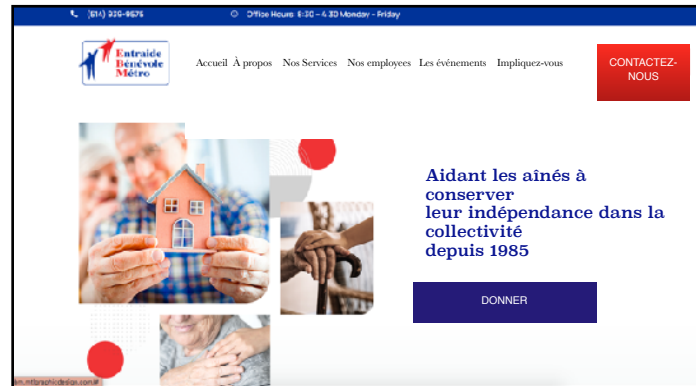 Office Hours: 8:30 – 4:30 Monday - Friday
Entraide
Bénévole
Métro
Accueil À propos Nos Services Nos employees Les événements Impliquez-vous
CONTACTEZ-
NOUS
Aidant les aînés à
conserver
leur indépendance dans la
collectivité
depuis 1985
DONNER